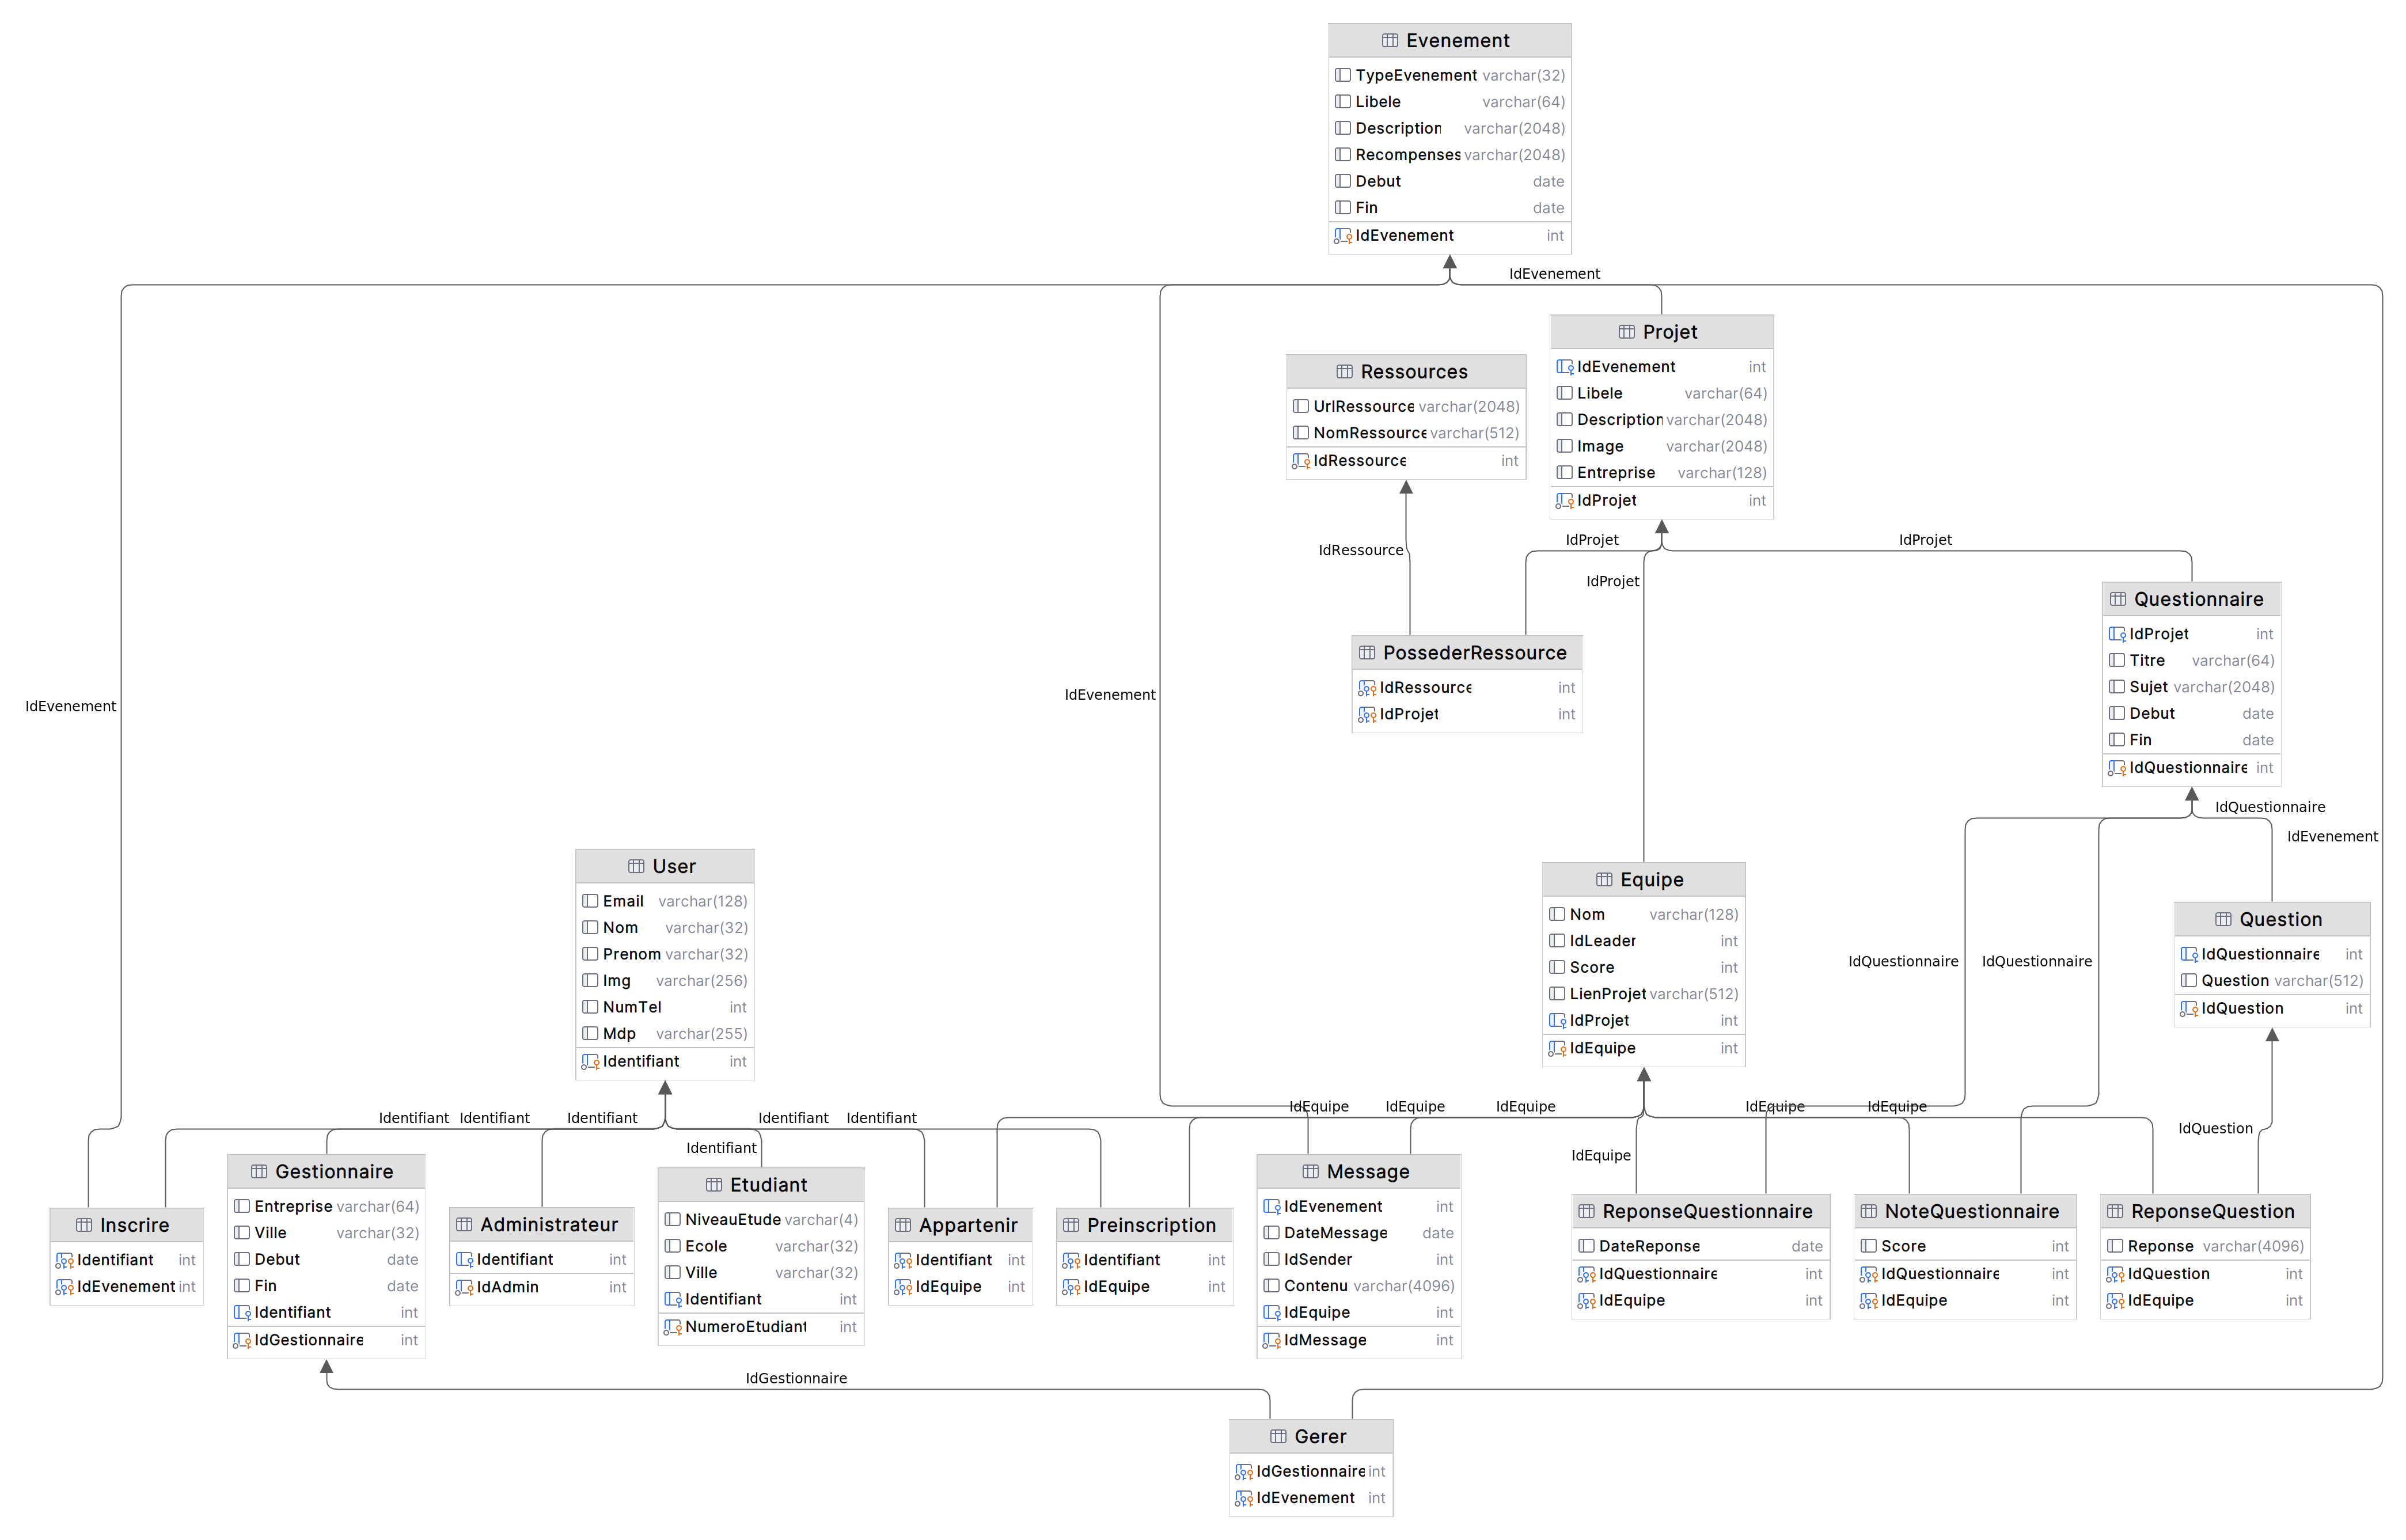 Evenement
TypeEvenement varchar(32)
Libele varchar(64)
Description varchar(2048)
Recompenses varchar(2048)
Debut date
Fin date
IdEvenement int
IdEvenement
Projet
IdEvenement int
Libele varchar(64)
Description varchar(2048)
Image varchar(2048)
Entreprise varchar(128)
IdProjet int
Ressources
UrlRessource varchar(2048)
NomRessource varchar(512)
IdRessource int
IdRessource
IdProjet
IdProjet
IdProjet
PossederRessource
IdRessource int
IdProjet int
Questionnaire
IdProjet int
Titre varchar(64)
Sujet varchar(2048)
Debut date
Fin date
IdQuestionnaire int
IdEvenement
IdEvenement
IdQuestionnaire
IdEvenement
User
Email varchar(128)
Nom varchar(32)
Prenom varchar(32)
Img varchar(256)
NumTel int
Mdp varchar(255)
Identifiant int
Equipe
Nom varchar(128)
IdLeader int
Score int
LienProjet varchar(512)
IdProjet int
IdEquipe int
IdQuestionnaire
IdQuestionnaire
Question
IdQuestionnaire int
Question varchar(512)
IdQuestion int
Identifiant
Identifiant
Identifiant
Identifiant
Identifiant
Identifiant
IdEquipe
IdEquipe
IdEquipe
IdEquipe
IdEquipe
IdEquipe
IdQuestion
Inscrire
Identifiant int
IdEvenement int
Gestionnaire
Entreprise varchar(64)
Ville varchar(32)
Debut date
Fin date
Identifiant int
IdGestionnaire int
Administrateur
Identifiant int
IdAdmin int
Etudiant
NiveauEtude varchar(4)
Ecole varchar(32)
Ville varchar(32)
Identifiant int
NumeroEtudiant int
Appartenir
Identifiant int
IdEquipe int
Preinscription
Identifiant int
IdEquipe int
Message
IdEvenement int
DateMessage date
IdSender int
Contenu varchar(4096)
IdEquipe int
IdMessage int
ReponseQuestionnaire
DateReponse date
IdQuestionnaire int
IdEquipe int
NoteQuestionnaire
Score int
IdQuestionnaire int
IdEquipe int
ReponseQuestion
Reponse varchar(4096)
IdQuestion int
IdEquipe int
IdGestionnaire
Gerer
IdGestionnaire int
IdEvenement int